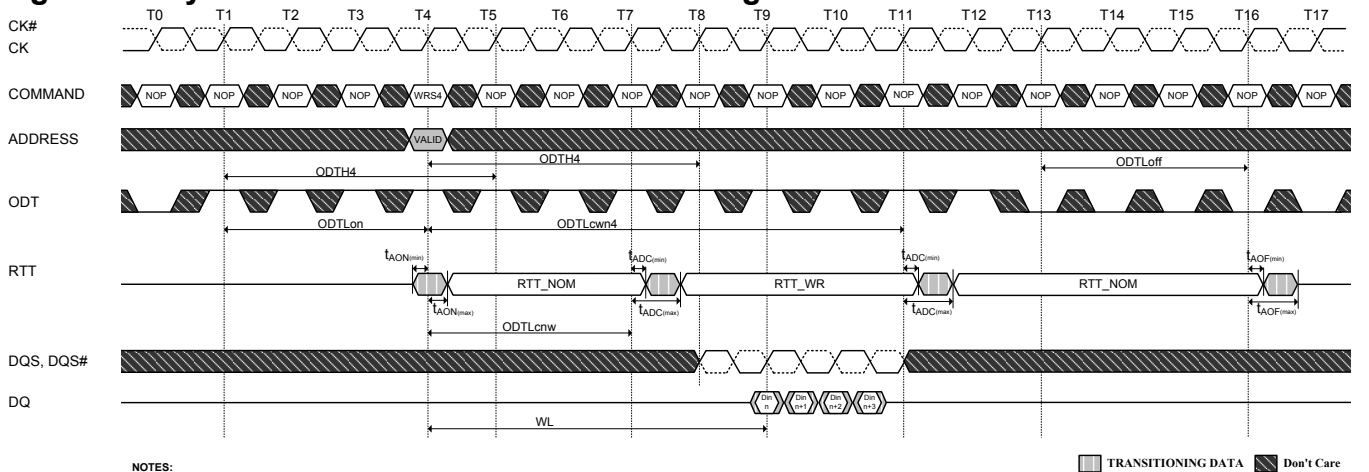 T0 T1 T2 T3 T4 T5 T6 T7 T8 T9 T10 T11 T12 T13 T14 T15 T16 T17
CK#
CK
COMMAND NOP NOP NOP NOP WRS4 NOP NOP NOP NOP NOP NOP NOP NOP NOP NOP NOP NOP NOP
ADDRESS VALID
ODTH4 ODTLoff
ODTH4
ODT
ODTLon ODTLcwn4
tAON(min) tADC(min) tADC(min) tAOF(min)
RTT RTT_NOM RTT_WR RTT_NOM
tAON(max) tADC(max) tADC(max) tAOF(max)
ODTLcnw
DQS, DQS#
DQ Din n Din n+1 Din n+2 Din n+3
WL
NOTES: TRANSITIONING DATA Don't Care